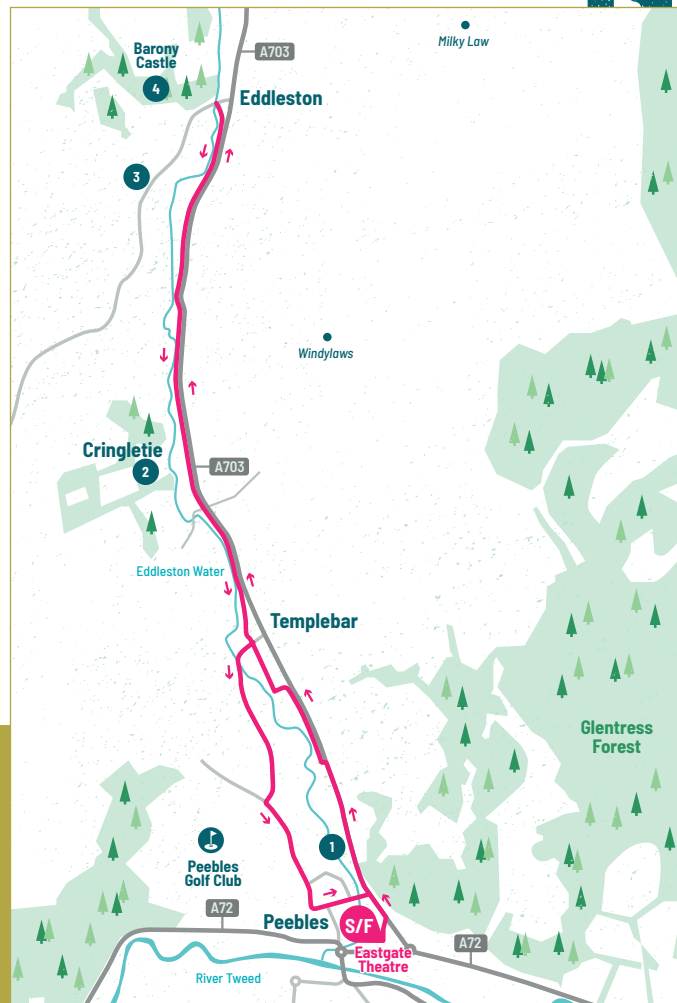 Milky Law
Barony
Castle
4
A703
Eddleston
3
Windylaws
Cringletie
2
A703
Eddleston Water
Templebar
Glentress
Forest
1
Peebles
Golf Club
A72
Peebles
S/F
Eastgate
Theatre
A72
River Tweed